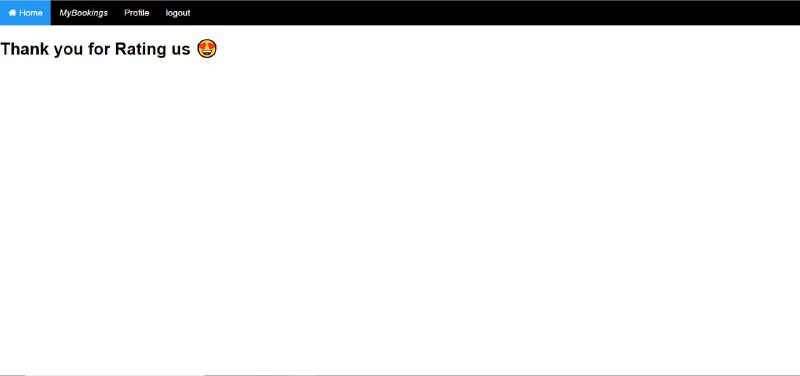 Home MyBookings Profile logout
Thank you for Rating us 🤩